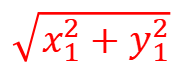 √(x₁² + y₁²)